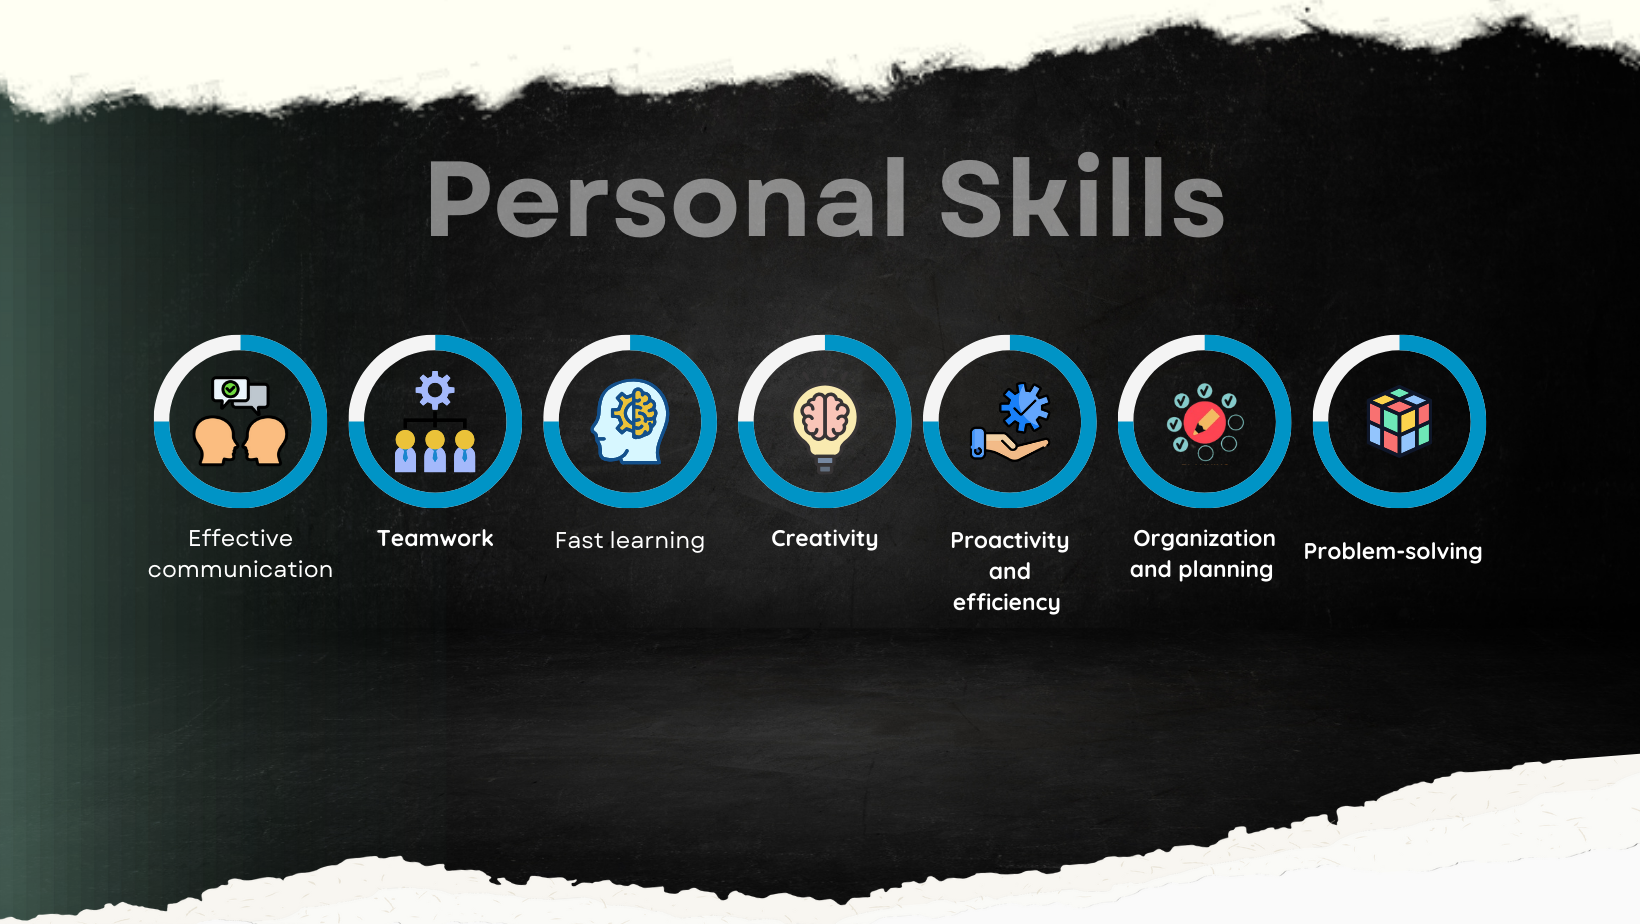 Personal Skills
Effective
communication
Teamwork
Fast learning
Creativity
Proactivity
and
efficiency
Organization
and planning
Problem-solving